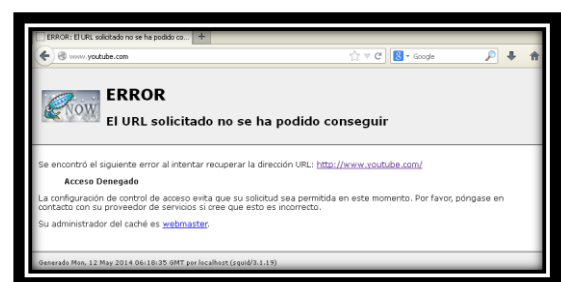 ERROR: El URL solicitado no se ha podido co...
www.youtube.com
Google
NOW
ERROR
El URL solicitado no se ha podido conseguir
Se encontró el siguiente error al intentar recuperar la dirección URL: http://www.youtube.com/
Acceso Denegado
La configuración de control de acceso evita que su solicitud sea permitida en este momento. Por favor, póngase en
contacto con su proveedor de servicios si cree que esto es incorrecto.
Su administrador del caché es webmaster.
Generado Mon, 12 May 2014 06:18:35 GMT por localhost (squid/3.1.19)